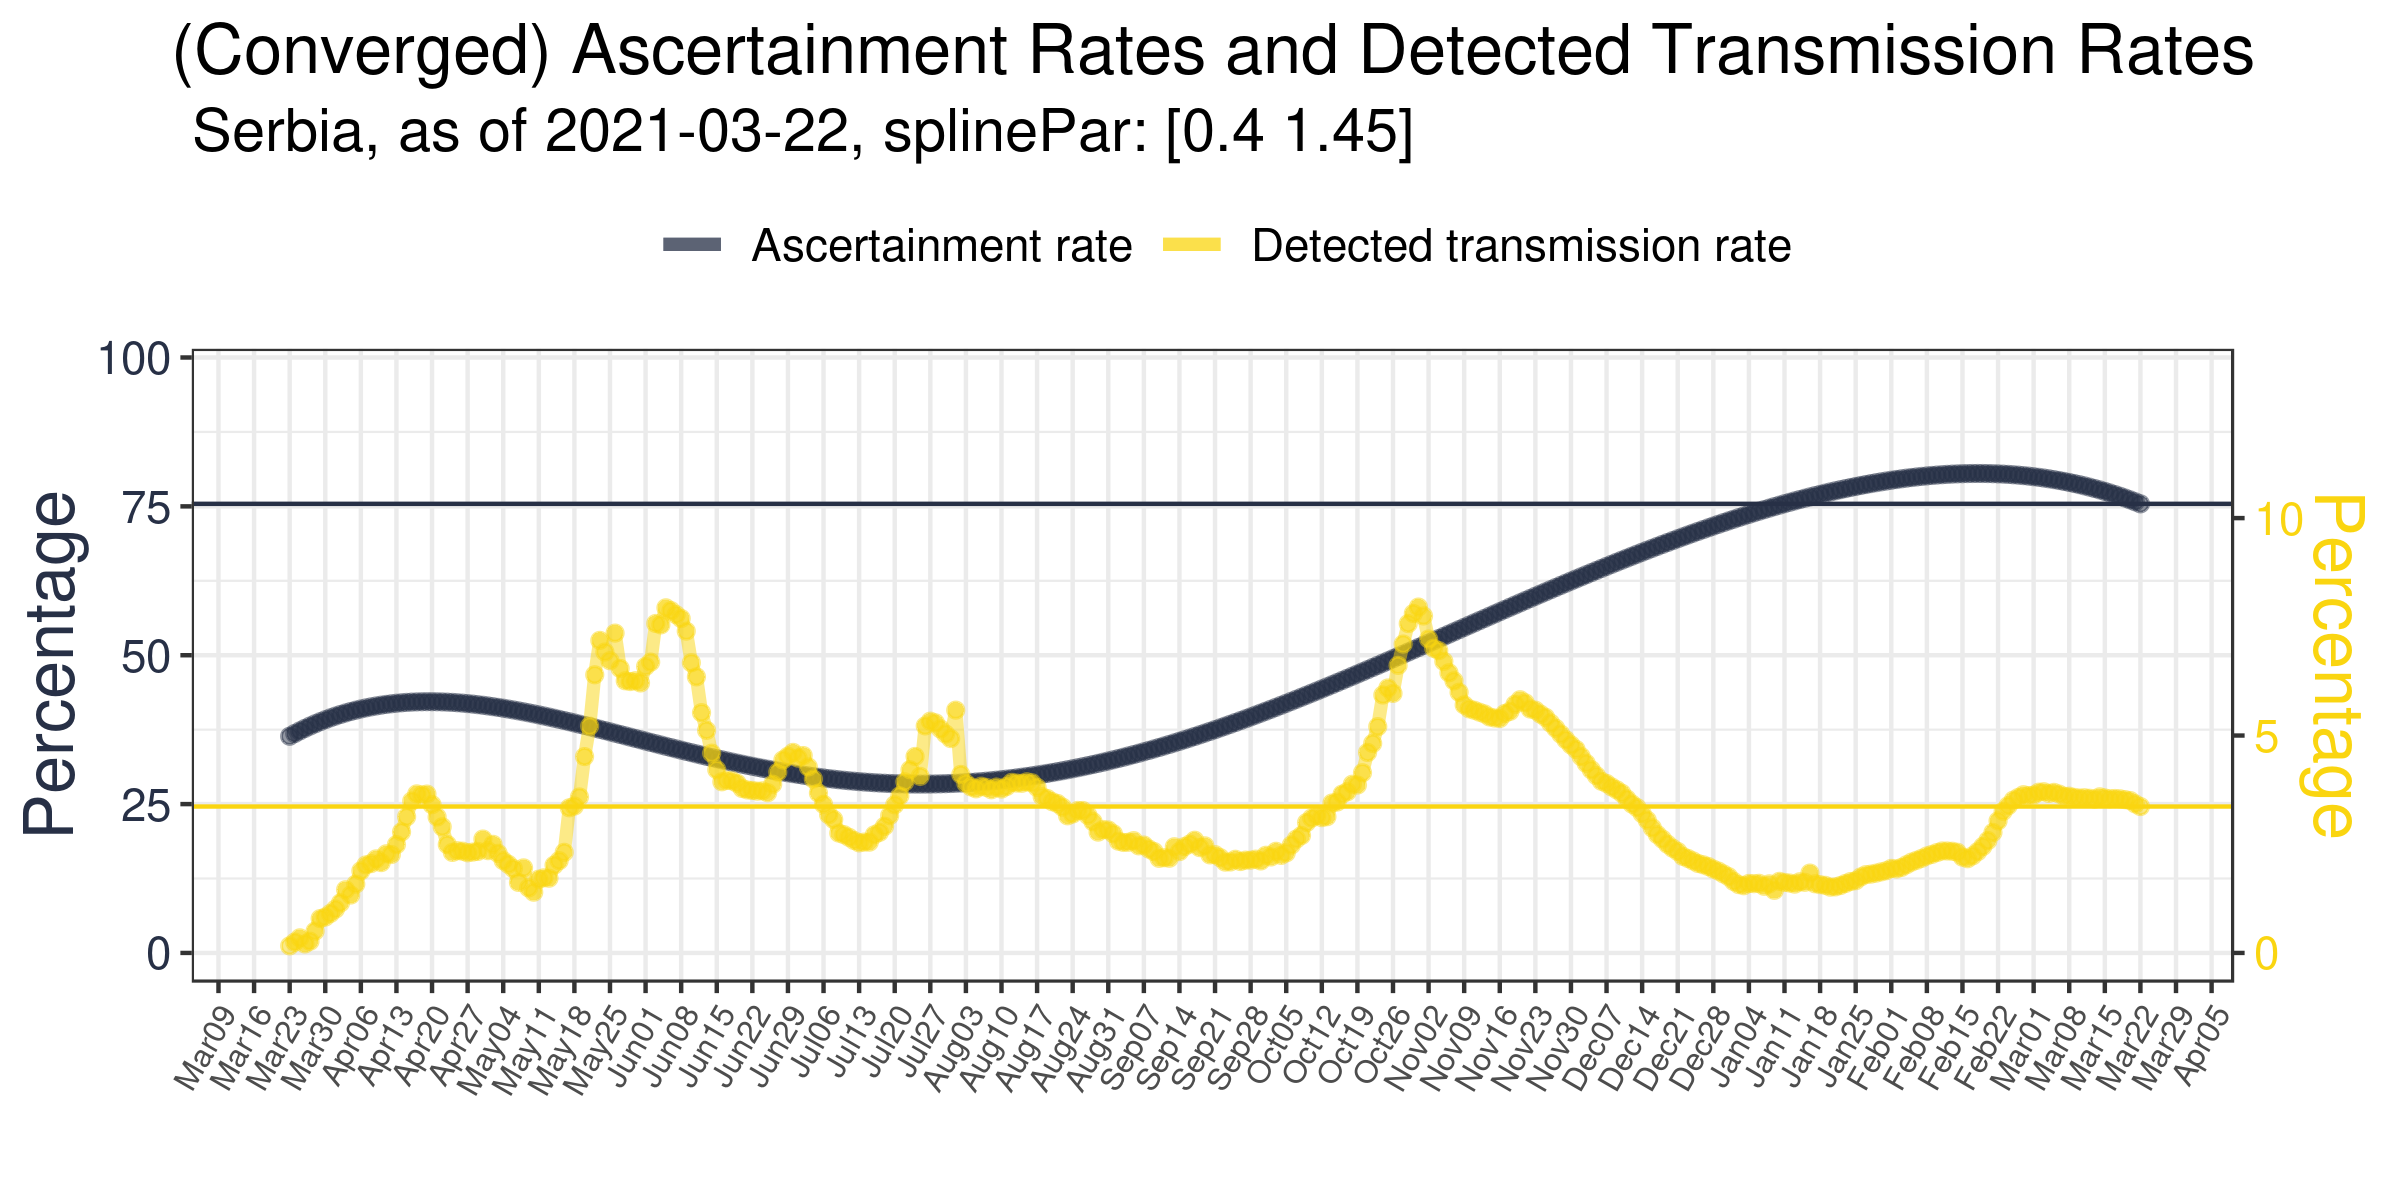 (Converged) Ascertainment Rates and Detected Transmission Rates
Serbia, as of 2021-03-22, splinePar: [0.4 1.45]
Ascertainment rate
Detected transmission rate
Percentage
100
75
50
25
0
10
5
0
Percentage
Mar09
Mar16
Mar23
Mar30
Apr06
Apr13
Apr20
Apr27
May04
May11
May18
May25
Jun01
Jun08
Jun15
Jun22
Jun29
Jul06
Jul13
Jul20
Jul27
Aug03
Aug10
Aug17
Aug24
Aug31
Sep07
Sep14
Sep21
Sep28
Oct05
Oct12
Oct19
Oct26
Nov02
Nov09
Nov16
Nov23
Nov30
Dec07
Dec14
Dec21
Dec28
Jan04
Jan11
Jan18
Jan25
Feb01
Feb08
Feb15
Feb22
Mar01
Mar08
Mar15
Mar22
Mar29
Apr05